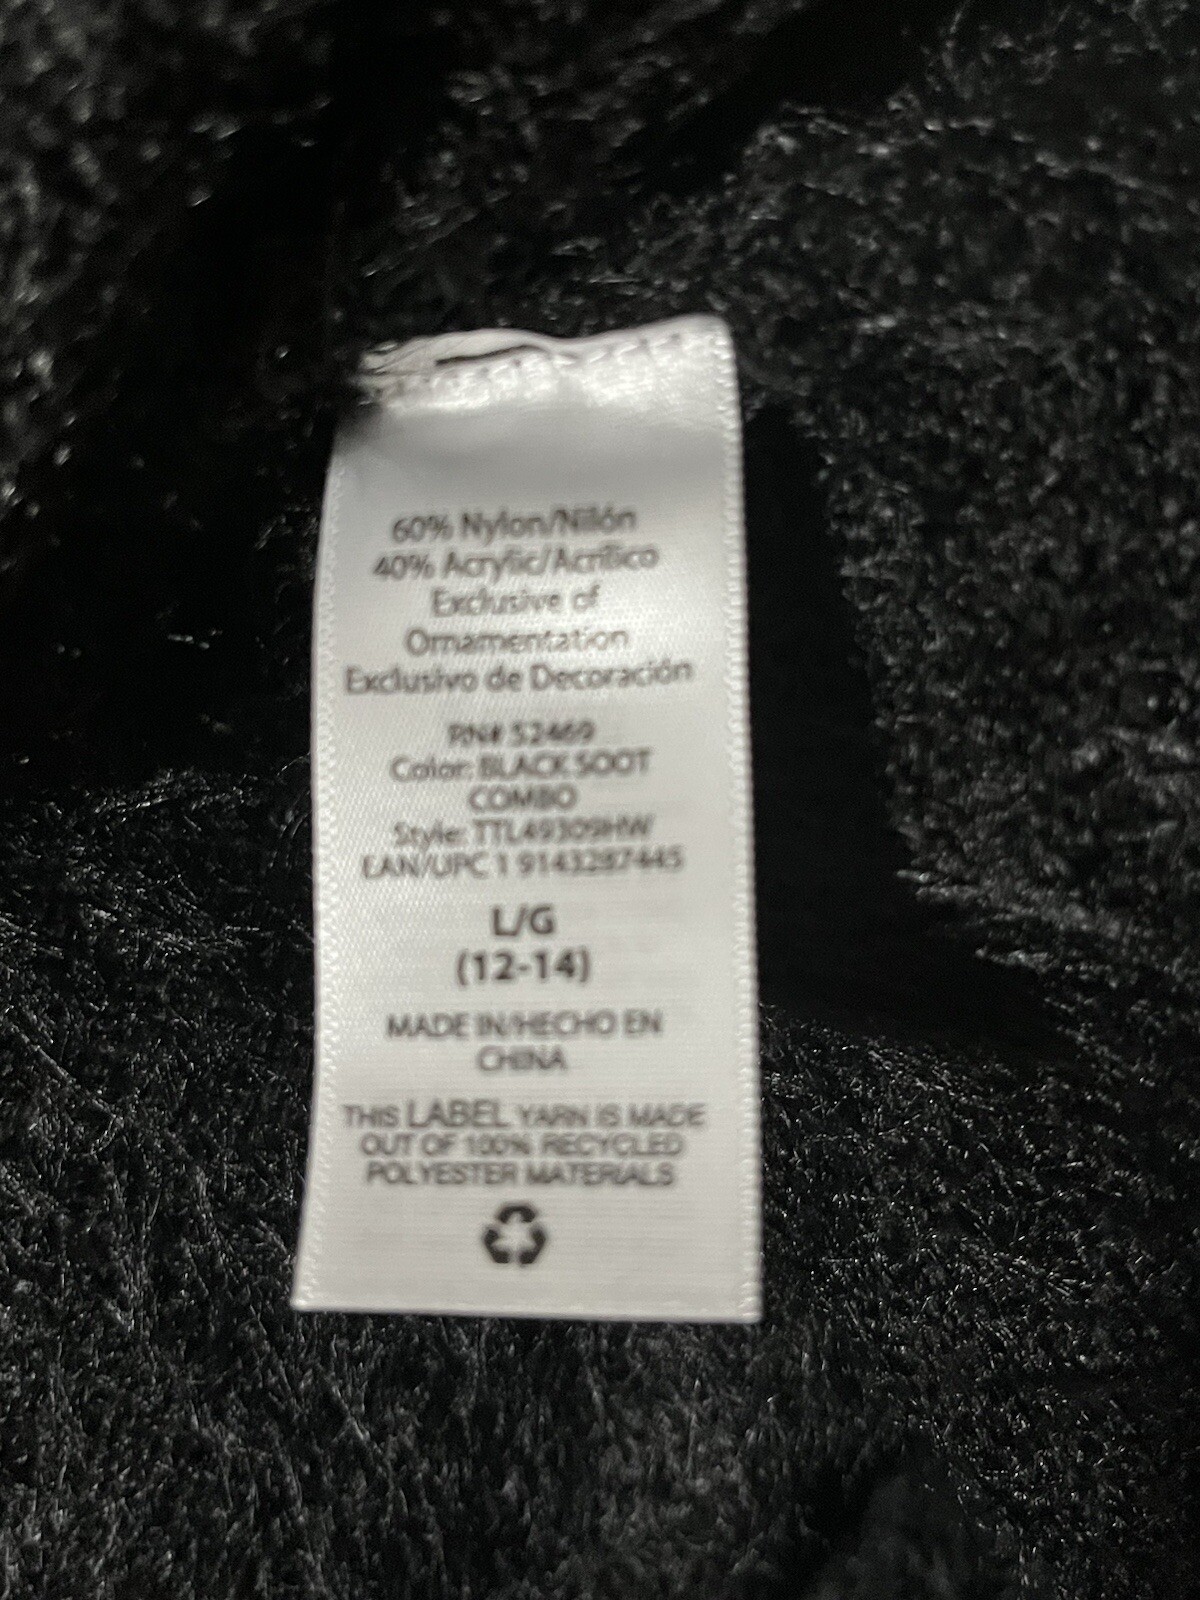 60% Nylon/Nilón
40% Acrylic/Acrílico
Exclusive of
Ornamentation
Exclusivo de Decoración
RN# 52469
Color: BLACK SOOT
COMBO
Style: TTL49309HW
EAN/UPC 1 9143287445
L/G
(12-14)
MADE IN/HECHO EN
CHINA
THIS LABEL YARN IS MADE
OUT OF 100% RECYCLED
POLYESTER MATERIALS